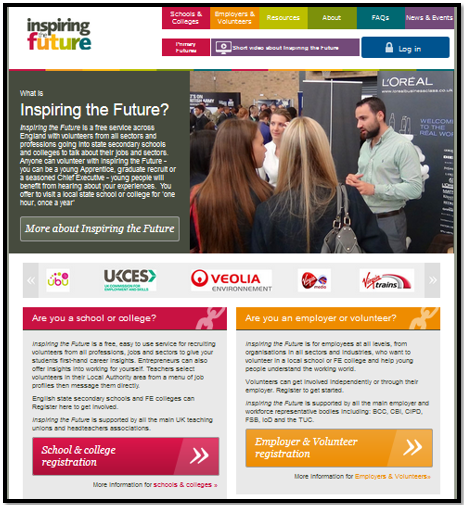 inspiring
the
future
Schools &
Colleges
Employers &
Volunteers
Resources
About
FAQs
News & Events
Primary
Futures
Short video about Inspiring the Future
Log in
What is
Inspiring the Future?
Inspiring the Future is a free service across
England with volunteers from all sectors and
professions going into state secondary schools
and colleges to talk about their jobs and sectors.
Anyone can volunteer with Inspiring the Future -
you can be a young Apprentice, graduate recruit or
a seasoned Chief Executive - young people will
benefit from hearing about your experiences. You
offer to visit a local state school or college for 'one
hour, once a year'
More about Inspiring the Future
L'ORÉAL
WELCOME
TO THE
REAL WO
«
ubu
UKCES
UK COMMISSION FOR
EMPLOYMENT AND SKILLS
VEOLIA
ENVIRONNEMENT
Virgin
media
Virgin
trains
»
Are you a school or college?
Inspiring the Future is a free, easy to use service for recruiting
volunteers from all professions, jobs and sectors to give your
students first-hand career insights. Entrepreneurs can also
offer insights into working for yourself. Teachers select
volunteers in their Local Authority area from a menu of job
profiles then message them directly.
English state secondary schools and FE colleges can
Register here to get involved.
Inspiring the Future is supported by all the main UK teaching
unions and headteachers associations.
School & college
registration
»
More information for schools & colleges »
Are you an employer or volunteer?
Inspiring the Future is for employees at all levels, from
organisations in all sectors and industries, who want to
volunteer in a local school or FE college and help young
people understand the working world.
Volunteers can get involved independently or through their
employer. Register to get started.
Inspiring the Future is supported by all the main employer and
workforce representative bodies including: BCC, CBI, CIPD,
FSB, IoD and the TUC.
Employer & Volunteer
registration
»
More information for Employers & Volunteers»